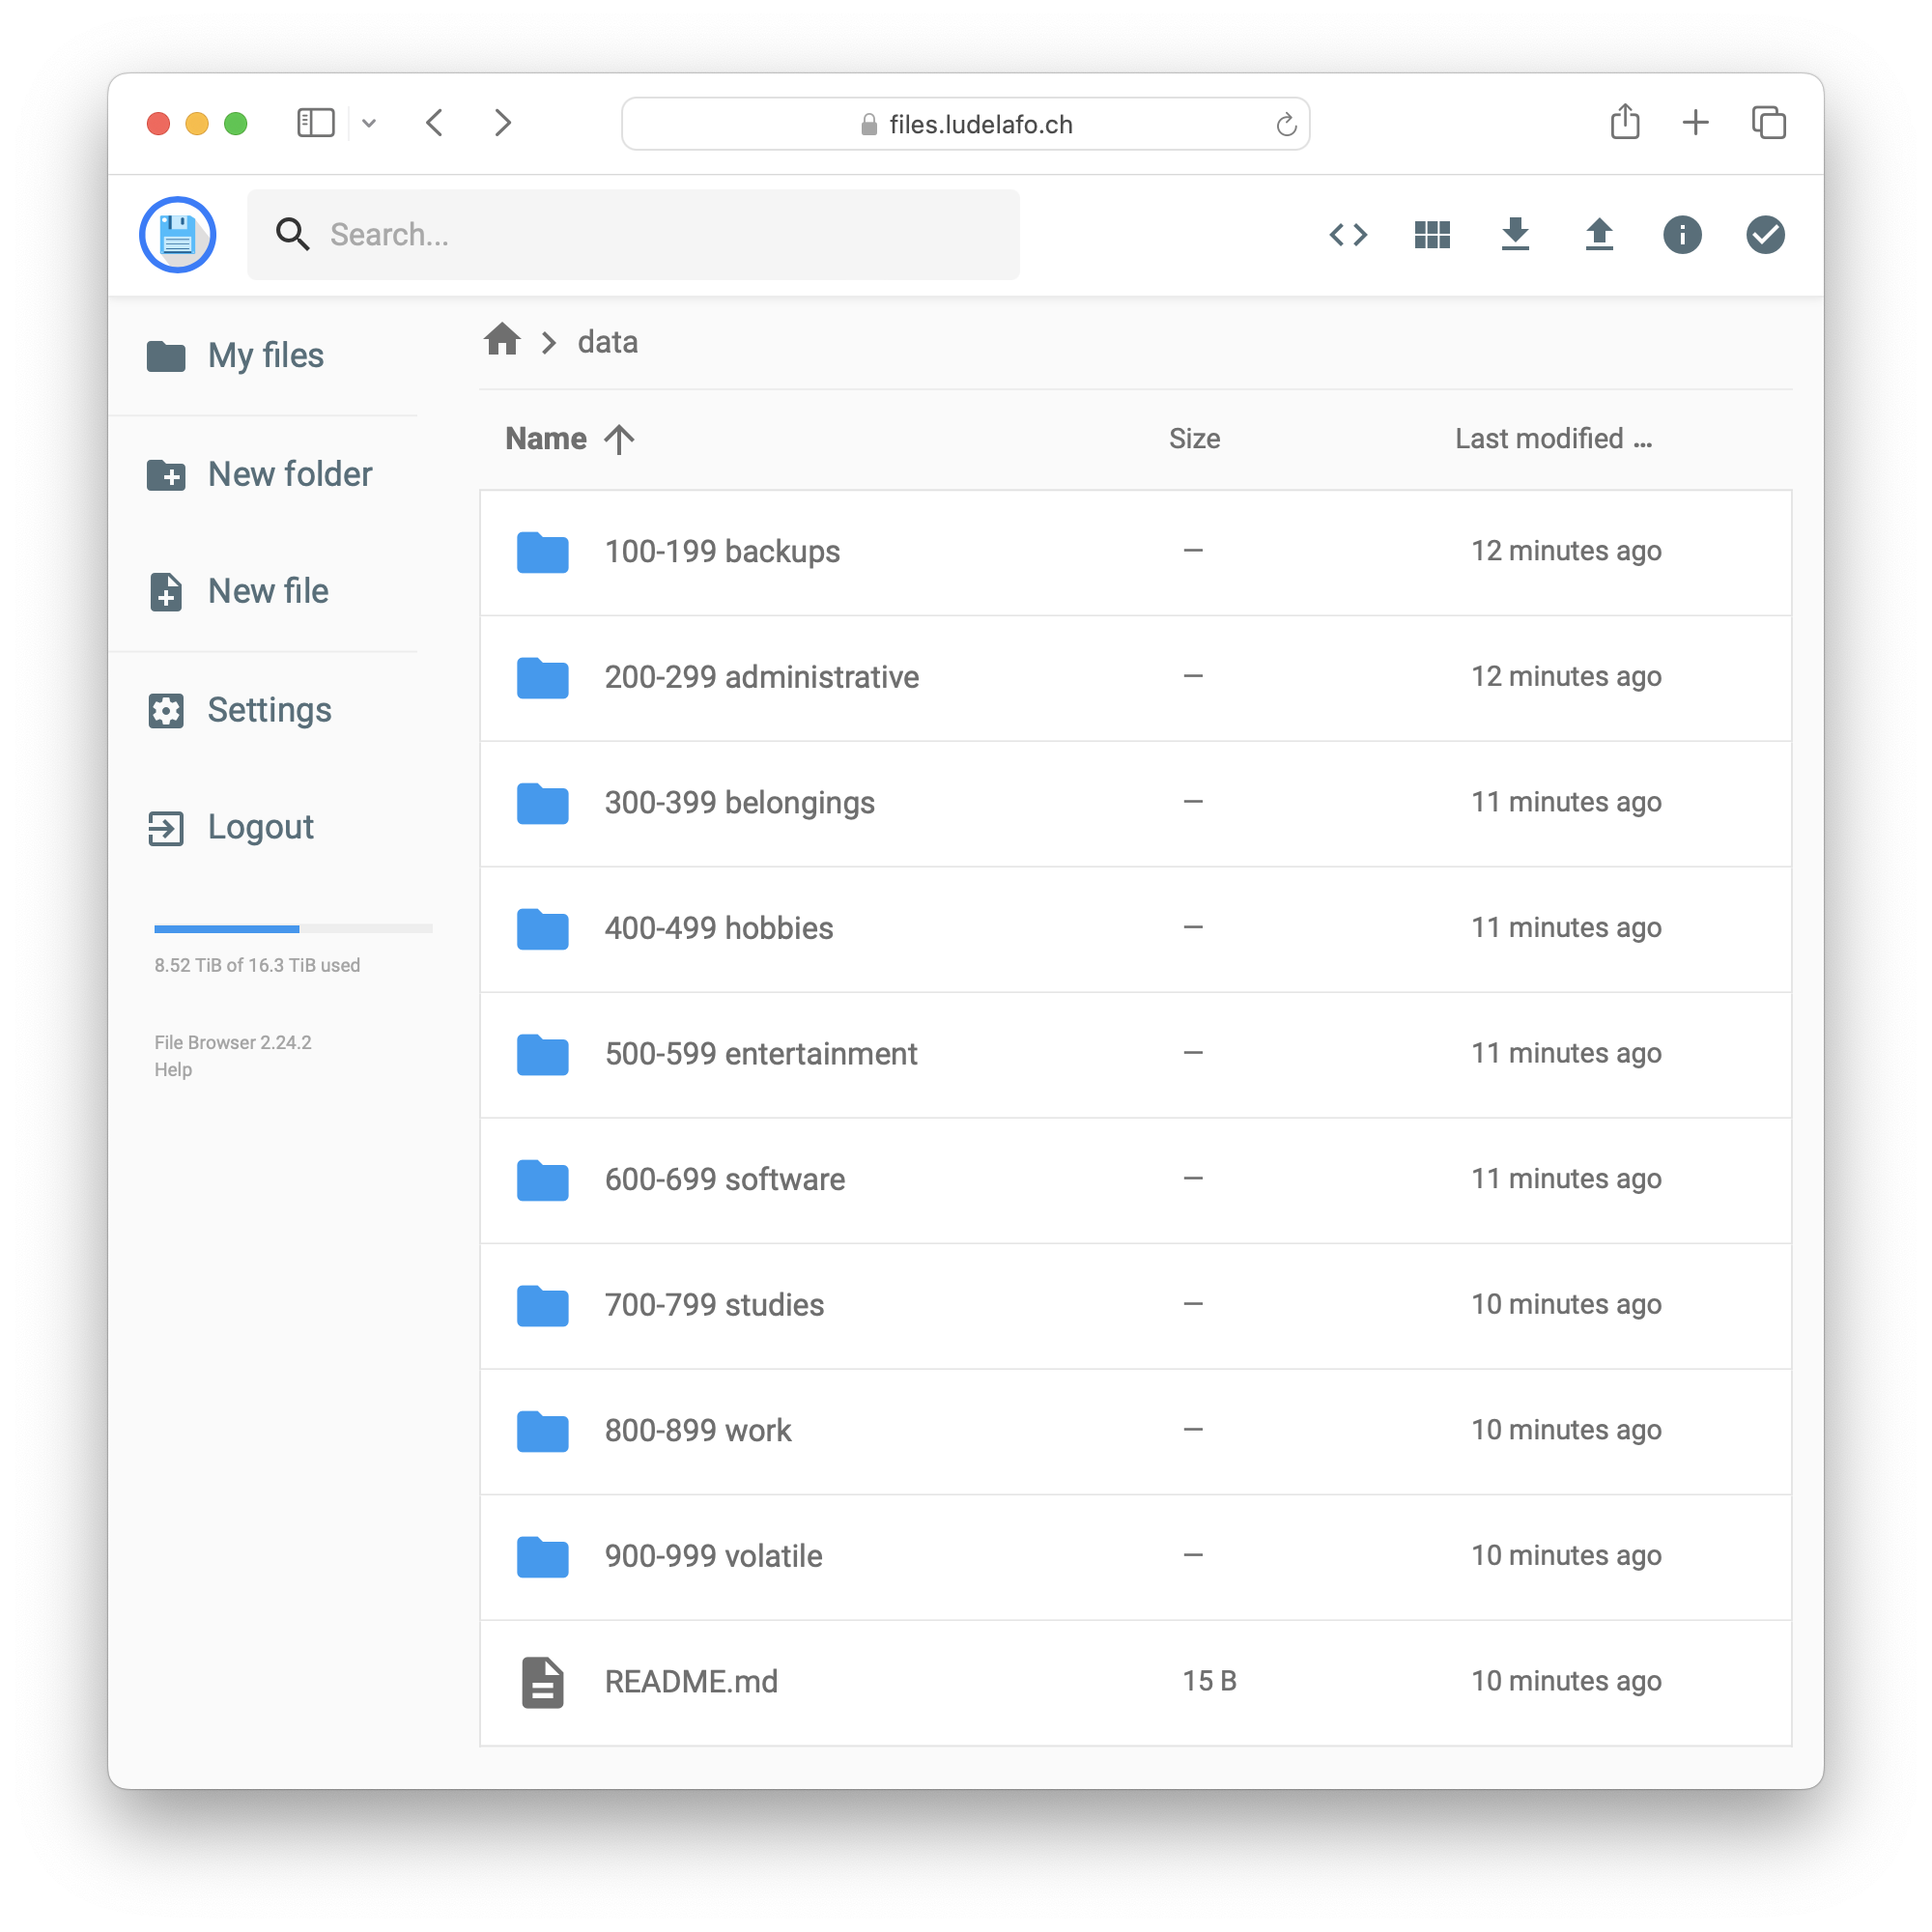 files.ludelafo.ch
Search...
My files
New folder
New file
Settings
Logout
8.52 TiB of 16.3 TiB used
File Browser 2.24.2
Help
data
Name Size Last modified ...
100-199 backups — 12 minutes ago
200-299 administrative — 12 minutes ago
300-399 belongings — 11 minutes ago
400-499 hobbies — 11 minutes ago
500-599 entertainment — 11 minutes ago
600-699 software — 11 minutes ago
700-799 studies — 10 minutes ago
800-899 work — 10 minutes ago
900-999 volatile — 10 minutes ago
README.md 15 B 10 minutes ago